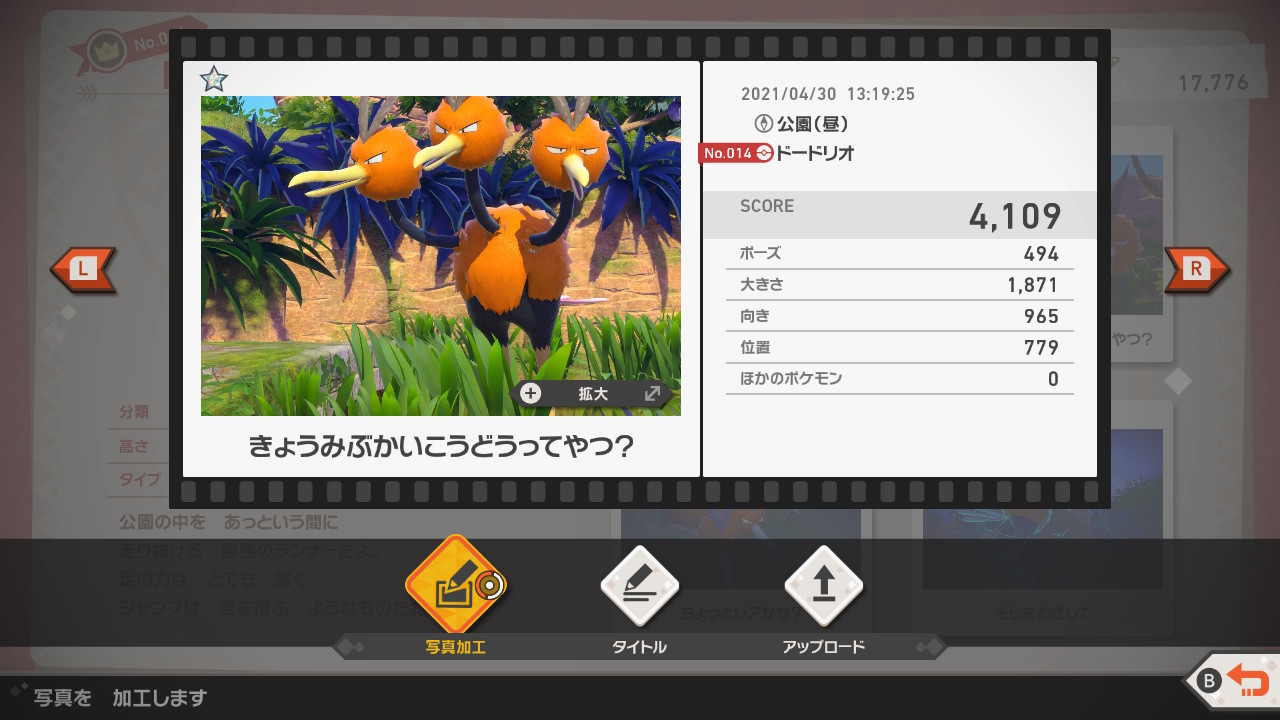 No.0
17,776
2021/04/30 13:19:25
公園(昼)
No.014 ドードリオ
SCORE 4,109
ポーズ 494
大きさ 1,871
向き 965
位置 779
ほかのポケモン 0
L
R
拡大
きょうみぶかいこうどうってやつ?
やつ?
分類
高さ
タイプ
公園の中を あっという間に
走り抜ける 最強のランナーだよ。
足の力は とても 強く
ジャンプは 空を飛ぶ ようなものだ
ちょっとレアかも?
そらをめざして
写真加工
タイトル
アップロード
B
写真を 加工します